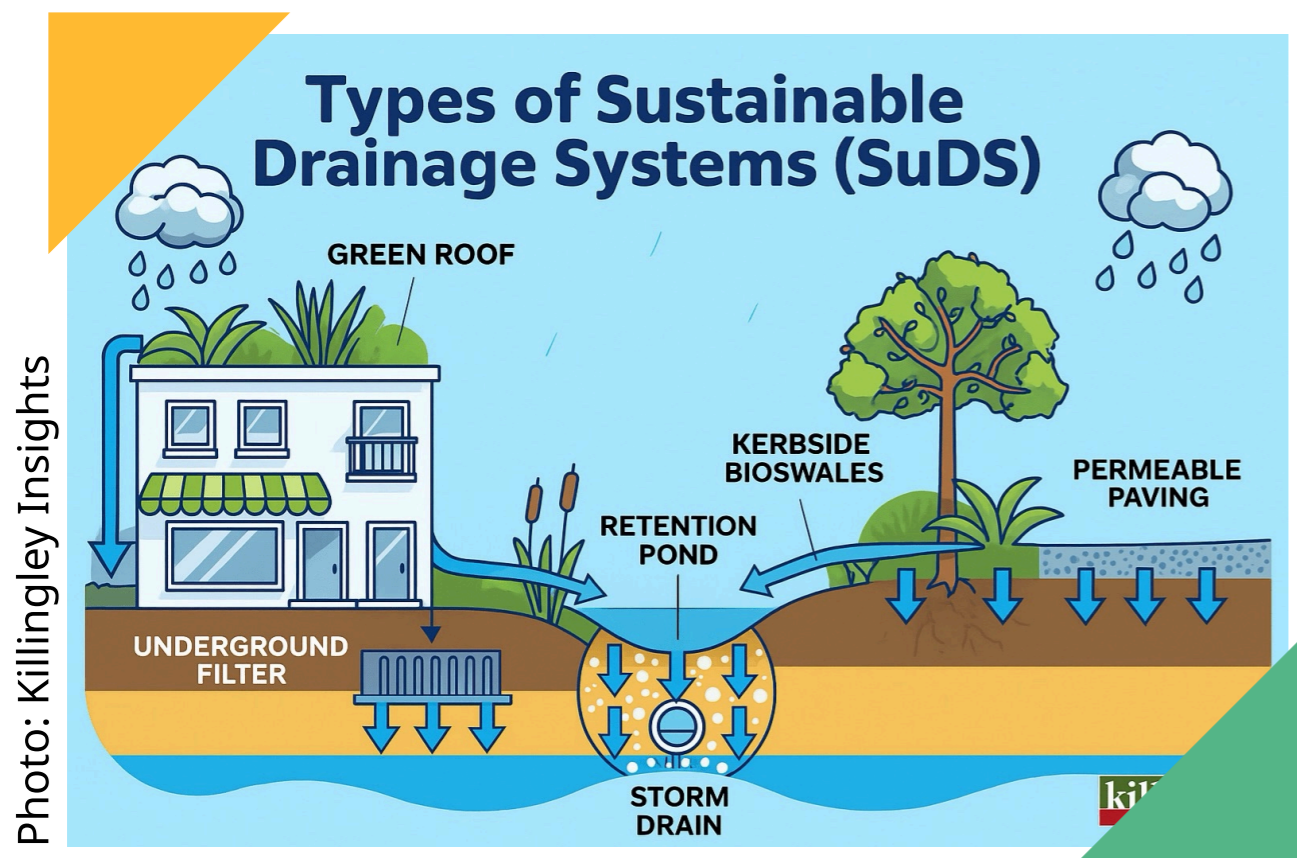 Types of Sustainable
Drainage Systems (SuDS)
GREEN ROOF
KERBSIDE
BIOSWALES
PERMEABLE
PAVING
RETENTION
POND
UNDERGROUND
FILTER
STORM
DRAIN
Photo: Killingley Insights